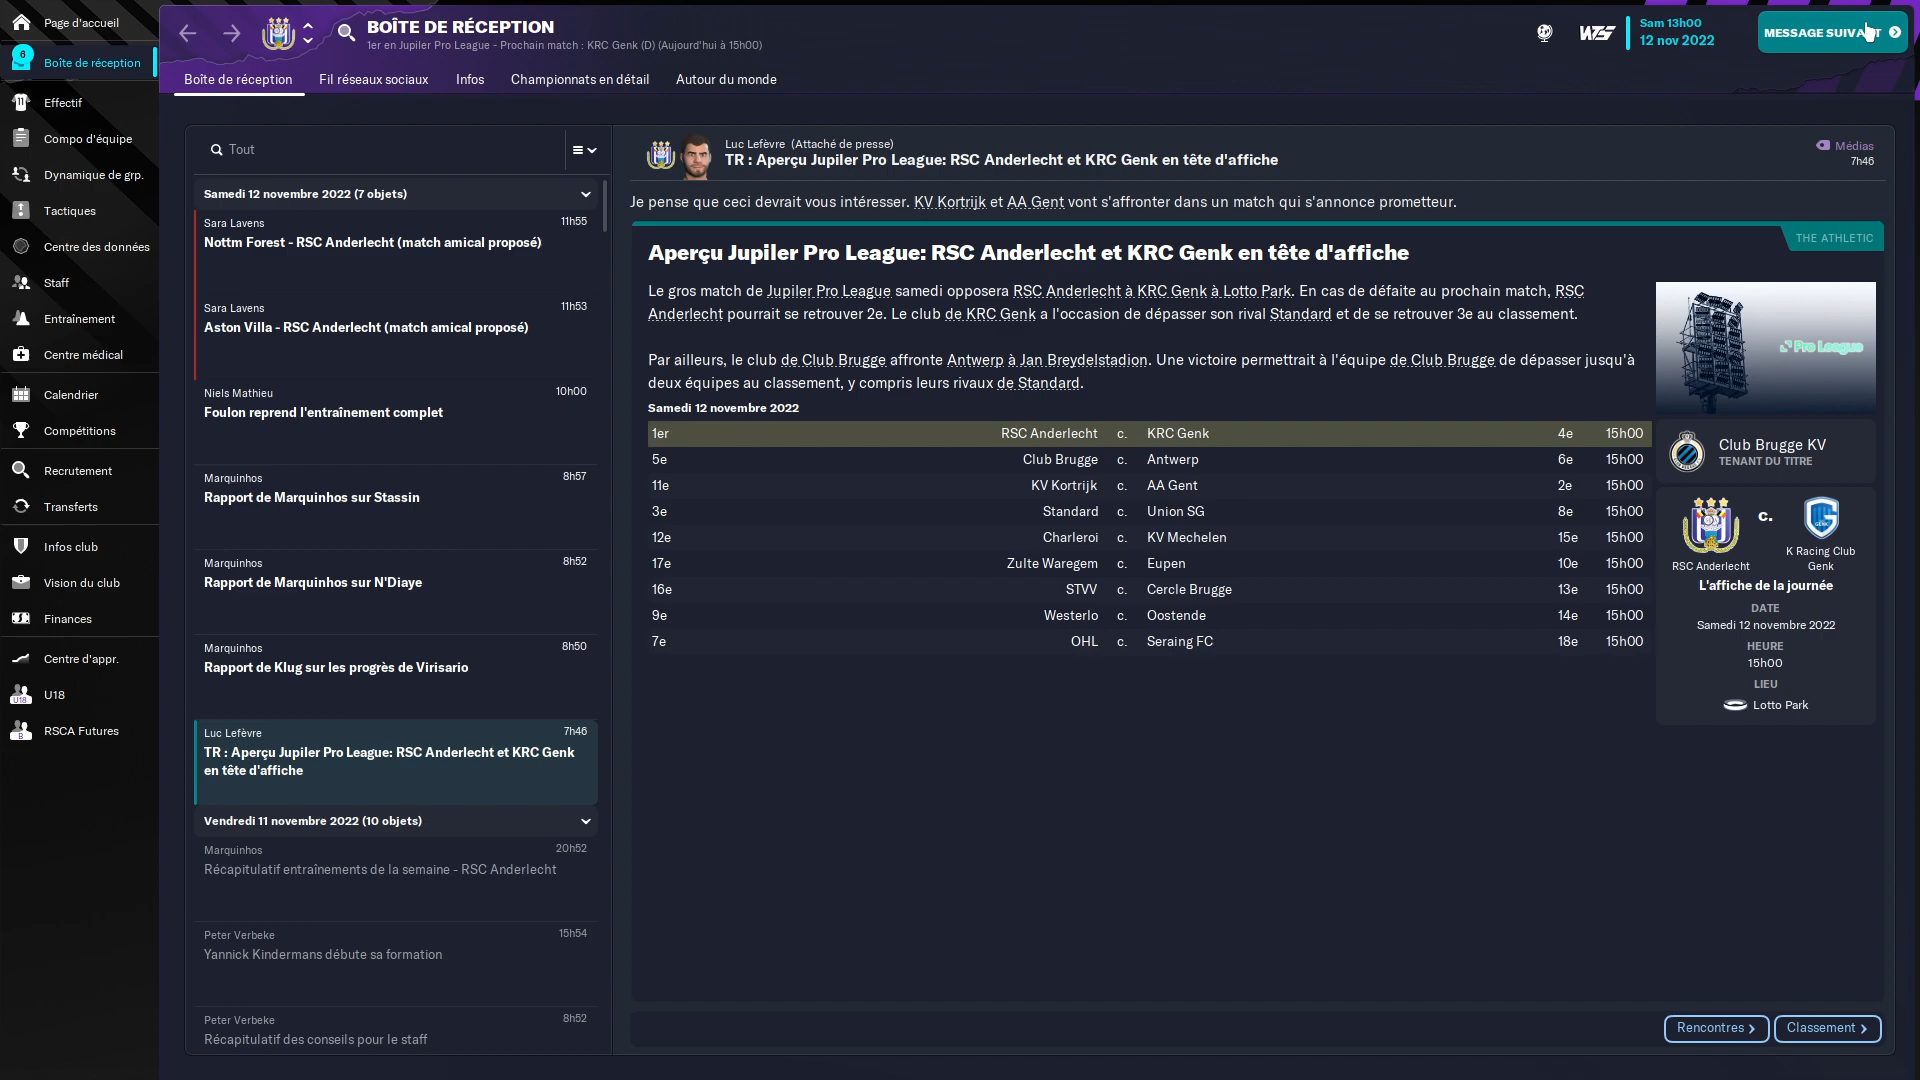 Page d'accueil
6
Boîte de réception
Effectif
Compo d'équipe
Dynamique de grp.
Tactiques
Centre des données
Staff
Entraînement
Centre médical
Calendrier
Compétitions
Recrutement
Transferts
Infos club
Vision du club
Finances
Centre d'appr.
U18
RSCA Futures
BOÎTE DE RÉCEPTION
1er en Jupiler Pro League - Prochain match : KRC Genk (D) (Aujourd'hui à 15h00)
Sam 13h00
12 nov 2022
Boîte de réception
Fil réseaux sociaux
Infos
Championnats en détail
Autour du monde
Tout
Samedi 12 novembre 2022 (7 objets)
Sara Lavens 11h55
Nottm Forest - RSC Anderlecht (match amical proposé)
Sara Lavens 11h53
Aston Villa - RSC Anderlecht (match amical proposé)
Niels Mathieu 10h00
Foulon reprend l'entraînement complet
Marquinhos 8h57
Rapport de Marquinhos sur Stassin
Marquinhos 8h52
Rapport de Marquinhos sur N'Diaye
Marquinhos 8h50
Rapport de Klug sur les progrès de Virisario
Luc Lefèvre 7h46
TR : Aperçu Jupiler Pro League: RSC Anderlecht et KRC Genk
en tête d'affiche
Vendredi 11 novembre 2022 (10 objets)
Marquinhos 20h52
Récapitulatif entraînements de la semaine - RSC Anderlecht
Peter Verbeke 15h54
Yannick Kindermans débute sa formation
Peter Verbeke 8h52
Récapitulatif des conseils pour le staff
Luc Lefèvre (Attaché de presse)
TR : Aperçu Jupiler Pro League: RSC Anderlecht et KRC Genk en tête d'affiche
Médias
7h46
Je pense que ceci devrait vous intéresser. KV Kortrijk et AA Gent vont s'affronter dans un match qui s'annonce prometteur.
THE ATHLETIC
Aperçu Jupiler Pro League: RSC Anderlecht et KRC Genk en tête d'affiche
Le gros match de Jupiler Pro League samedi opposera RSC Anderlecht à KRC Genk à Lotto Park. En cas de défaite au prochain match, RSC
Anderlecht pourrait se retrouver 2e. Le club de KRC Genk a l'occasion de dépasser son rival Standard et de se retrouver 3e au classement.
Par ailleurs, le club de Club Brugge affronte Antwerp à Jan Breydelstadion. Une victoire permettrait à l'équipe de Club Brugge de dépasser jusqu'à
deux équipes au classement, y compris leurs rivaux de Standard.
Samedi 12 novembre 2022
1er RSC Anderlecht c. KRC Genk 4e 15h00
5e Club Brugge c. Antwerp 6e 15h00
11e KV Kortrijk c. AA Gent 2e 15h00
3e Standard c. Union SG 8e 15h00
12e Charleroi c. KV Mechelen 15e 15h00
17e Zulte Waregem c. Eupen 10e 15h00
16e STVV c. Cercle Brugge 13e 15h00
9e Westerlo c. Oostende 14e 15h00
7e OHL c. Seraing FC 18e 15h00
Pro League
Club Brugge KV
TENANT DU TITRE
c.
RSC Anderlecht
K Racing Club
Genk
L'affiche de la journée
DATE
Samedi 12 novembre 2022
HEURE
15h00
LIEU
Lotto Park
Rencontres
Classement